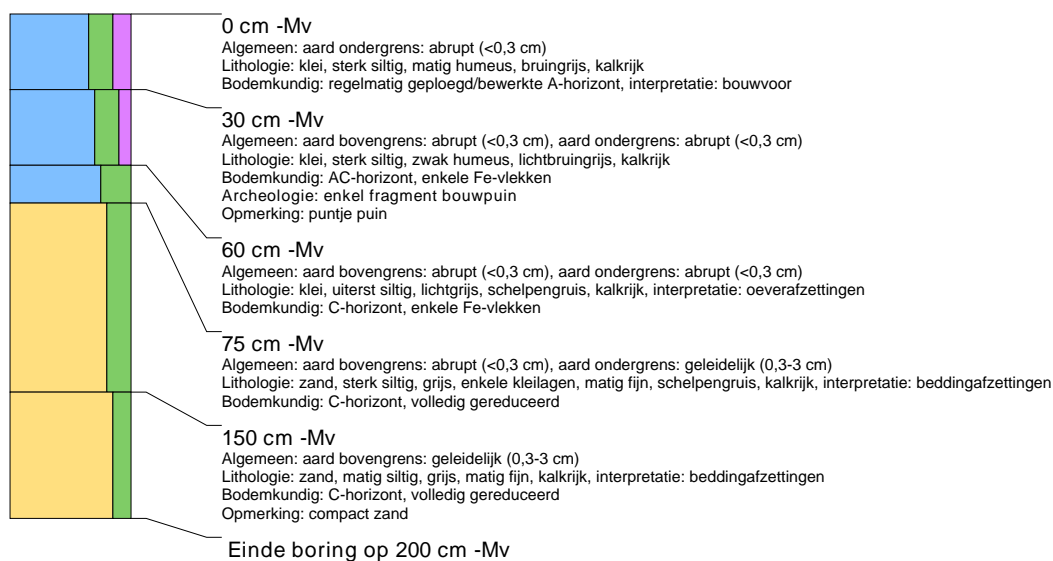 0 cm -Mv
Algemeen: aard ondergrens: abrupt (<0,3 cm)
Lithologie: klei, sterk siltig, matig humeus, bruingrijs, kalkrijk
Bodemkundig: regelmatig geploegd/bewerkte A-horizont, interpretatie: bouwvoor
30 cm -Mv
Algemeen: aard bovengrens: abrupt (<0,3 cm), aard ondergrens: abrupt (<0,3 cm)
Lithologie: klei, sterk siltig, zwak humeus, lichtbruingrijs, kalkrijk
Bodemkundig: AC-horizont, enkele Fe-vlekken
Archeologie: enkel fragment bouwpuin
Opmerking: puntje puin
60 cm -Mv
Algemeen: aard bovengrens: abrupt (<0,3 cm), aard ondergrens: abrupt (<0,3 cm)
Lithologie: klei, uiterst siltig, lichtgrijs, schelpengruis, kalkrijk, interpretatie: oeverafzettingen
Bodemkundig: C-horizont, enkele Fe-vlekken
75 cm -Mv
Algemeen: aard bovengrens: abrupt (<0,3 cm), aard ondergrens: geleidelijk (0,3-3 cm)
Lithologie: zand, sterk siltig, grijs, enkele kleilagen, matig fijn, schelpengruis, kalkrijk, interpretatie: beddingafzettingen
Bodemkundig: C-horizont, volledig gereduceerd
150 cm -Mv
Algemeen: aard bovengrens: geleidelijk (0,3-3 cm)
Lithologie: zand, matig siltig, grijs, matig fijn, kalkrijk, interpretatie: beddingafzettingen
Bodemkundig: C-horizont, volledig gereduceerd
Opmerking: compact zand
Einde boring op 200 cm -Mv